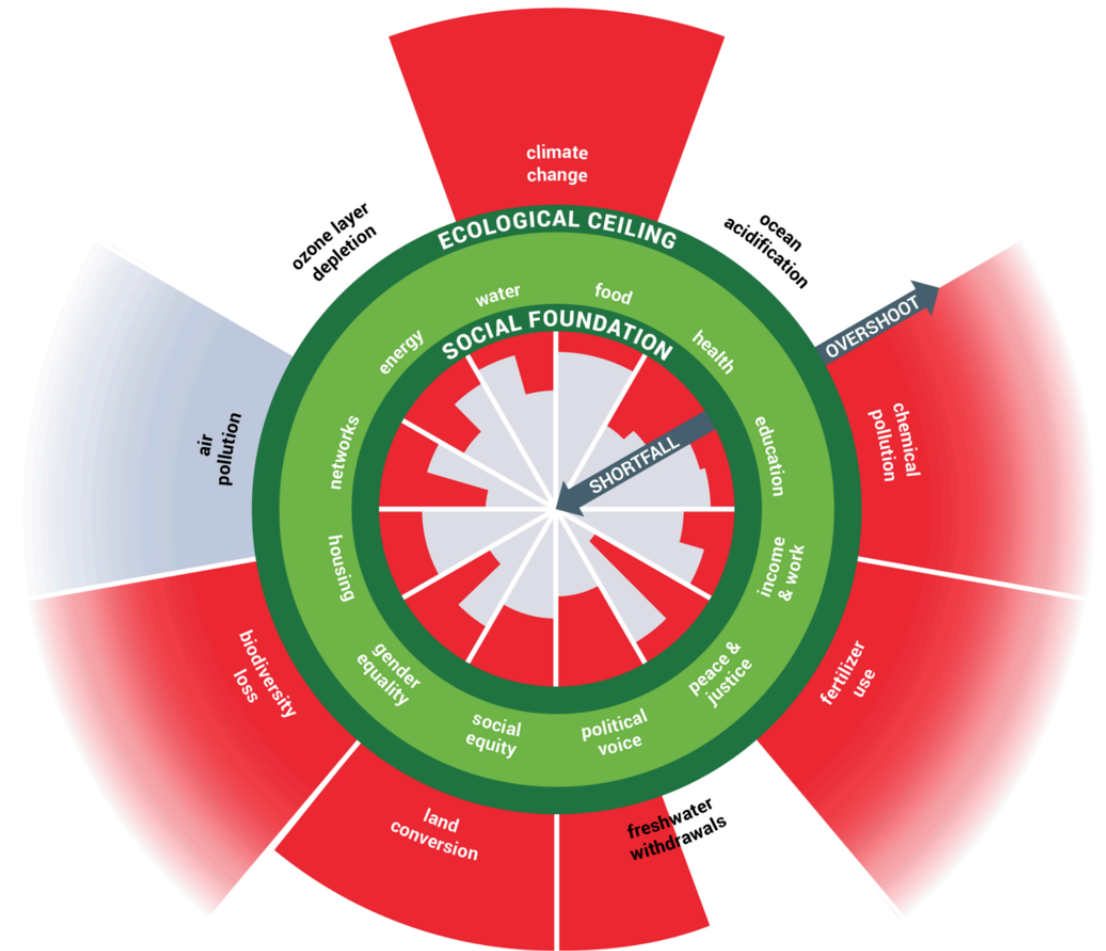 climate
change
ozone layer
depletion
ECOLOGICAL CEILING
ocean
acidification
water
food
energy
SOCIAL FOUNDATION
health
OVERSHOOT
air
pollution
networks
SHORTFALL
education
chemical
pollution
housing
income
& work
biodiversity
loss
gender
equality
peace &
justice
fertilizer
use
social
equity
political
voice
land
conversion
freshwater
withdrawals